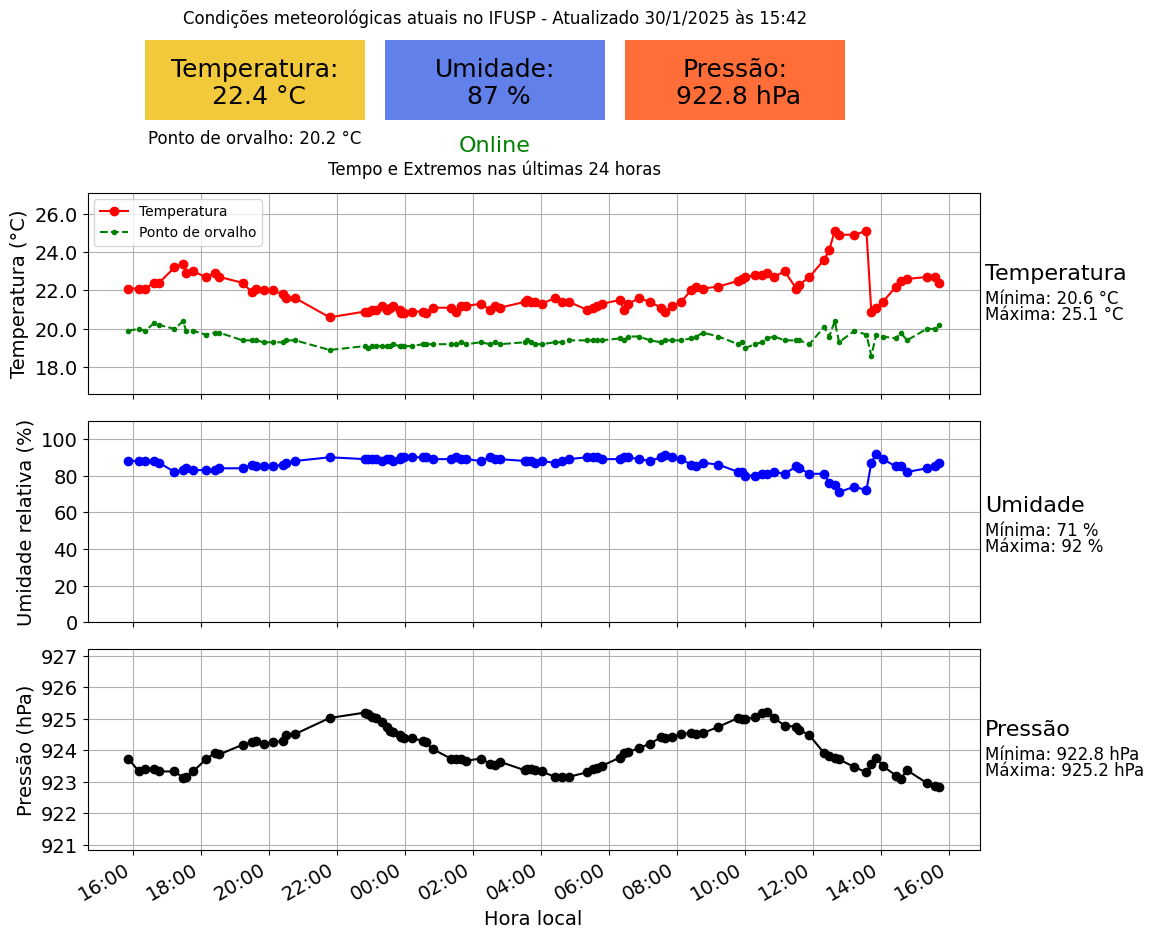 Condições meteorológicas atuais no IFUSP - Atualizado 30/1/2025 às 15:42
Temperatura:
22.4 °C
Umidade:
87 %
Pressão:
922.8 hPa
Ponto de orvalho: 20.2 °C
Online
Tempo e Extremos nas últimas 24 horas
Temperatura (°C)
26.0
24.0
22.0
20.0
18.0
Temperatura
Ponto de orvalho
Temperatura
Mínima: 20.6 °C
Máxima: 25.1 °C
Umidade relativa (%)
100
80
60
40
20
0
Umidade
Mínima: 71 %
Máxima: 92 %
Pressão (hPa)
927
926
925
924
923
922
921
Pressão
Mínima: 922.8 hPa
Máxima: 925.2 hPa
16:00 18:00 20:00 22:00 00:00 02:00 04:00 06:00 08:00 10:00 12:00 14:00 16:00
Hora local